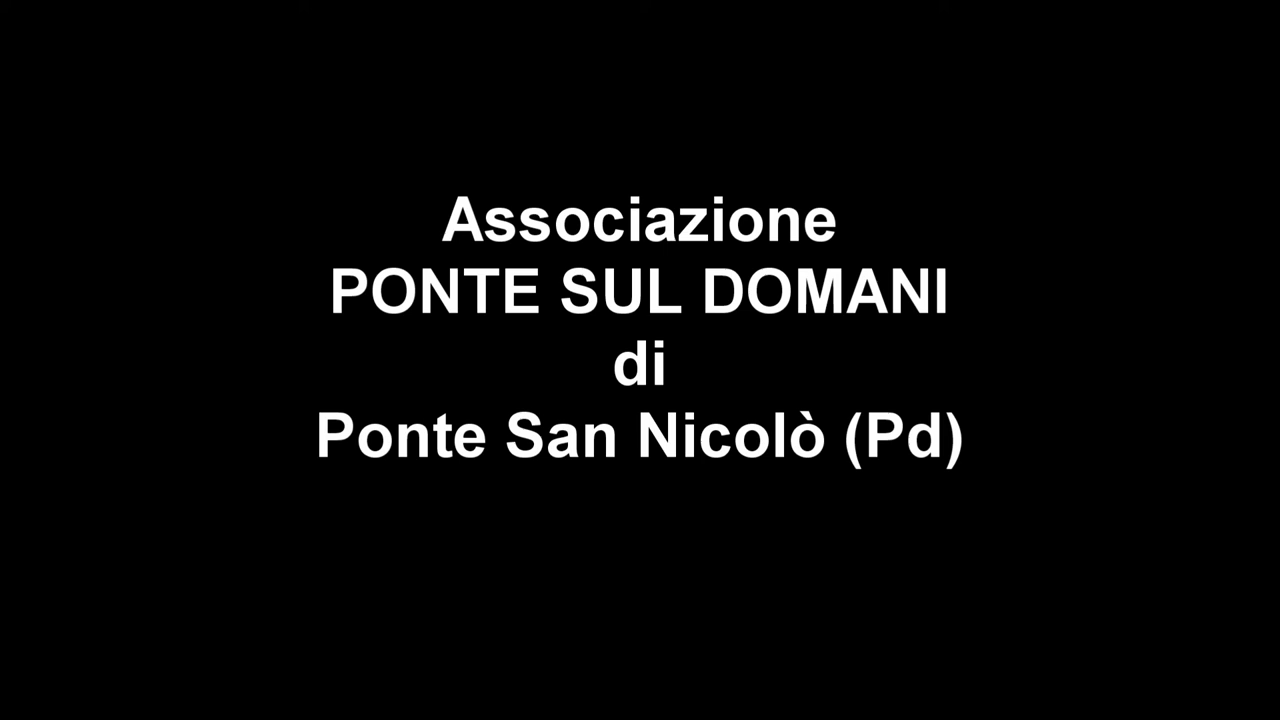 Associazione
PONTE SUL DOMANI
di
Ponte San Nicolò (Pd)